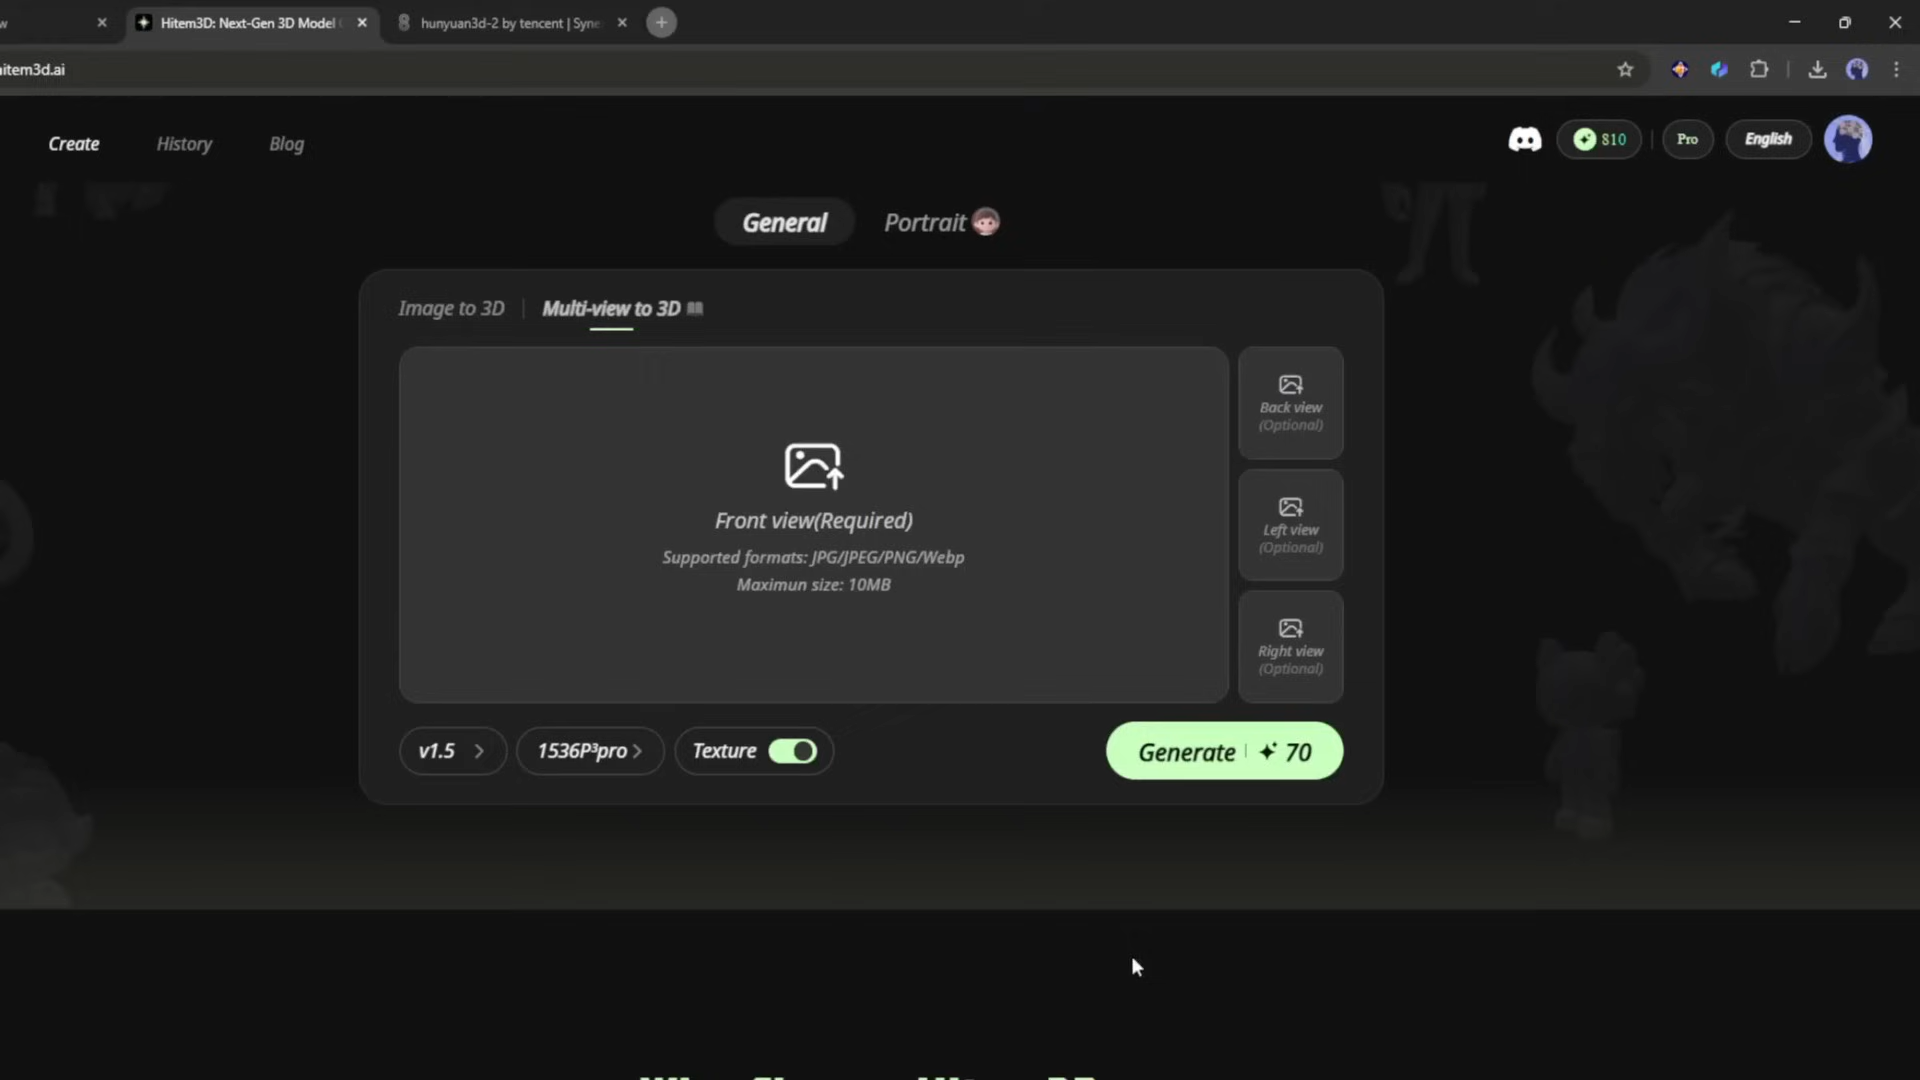 w
Hitem3D: Next-Gen 3D Model
hunyuan3d-2 by tencent | Syne
item3d.ai
Create
History
Blog
810
Pro
English
General
Portrait
Image to 3D
Multi-view to 3D
Back view
(Optional)
Front view(Required)
Supported formats: JPG/JPEG/PNG/Webp
Maximun size: 10MB
Left view
(Optional)
Right view
(Optional)
v1.5
1536P³pro
Texture
Generate
70